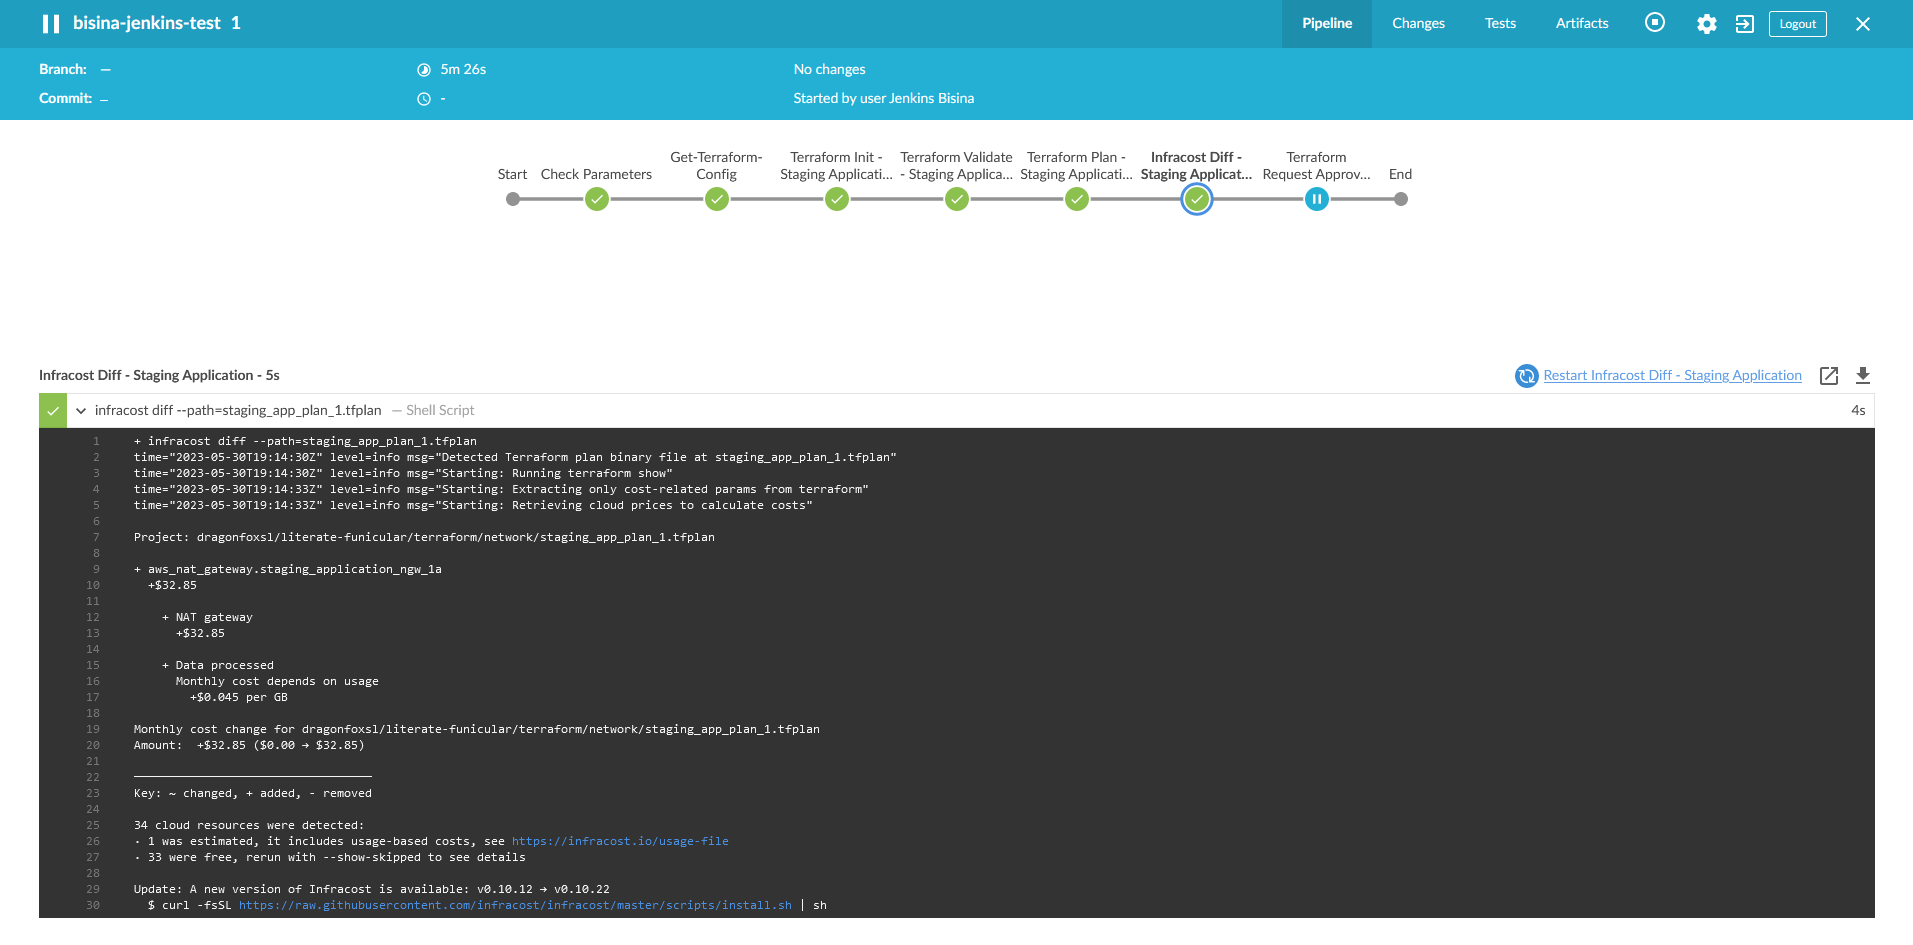 bisina-jenkins-test 1
Pipeline Changes Tests Artifacts Logout
Branch: — 5m 26s No changes
Commit: — - Started by user Jenkins Bisina
Start
Check Parameters
Get-Terraform-
Config
Terraform Init -
Staging Applicati...
Terraform Validate
- Staging Applica...
Terraform Plan -
Staging Applicati...
Infracost Diff -
Staging Applicat...
Terraform
Request Approv...
End
Infracost Diff - Staging Application - 5s
Restart Infracost Diff - Staging Application
infracost diff --path=staging_app_plan_1.tfplan — Shell Script 4s
1 + infracost diff --path=staging_app_plan_1.tfplan
2 time="2023-05-30T19:14:30Z" level=info msg="Detected Terraform plan binary file at staging_app_plan_1.tfplan"
3 time="2023-05-30T19:14:30Z" level=info msg="Starting: Running terraform show"
4 time="2023-05-30T19:14:33Z" level=info msg="Starting: Extracting only cost-related params from terraform"
5 time="2023-05-30T19:14:33Z" level=info msg="Starting: Retrieving cloud prices to calculate costs"
6
7 Project: dragonfoxsl/literate-funicular/terraform/network/staging_app_plan_1.tfplan
8
9 + aws_nat_gateway.staging_application_ngw_1a
10 +$32.85
11
12 + NAT gateway
13 +$32.85
14
15 + Data processed
16 Monthly cost depends on usage
17 +$0.045 per GB
18
19 Monthly cost change for dragonfoxsl/literate-funicular/terraform/network/staging_app_plan_1.tfplan
20 Amount: +$32.85 ($0.00 → $32.85)
21
22 ──────────────────────────────────
23 Key: ~ changed, + added, - removed
24
25 34 cloud resources were detected:
26 · 1 was estimated, it includes usage-based costs, see https://infracost.io/usage-file
27 · 33 were free, rerun with --show-skipped to see details
28
29 Update: A new version of Infracost is available: v0.10.12 → v0.10.22
30 $ curl -fsSL https://raw.githubusercontent.com/infracost/infracost/master/scripts/install.sh | sh